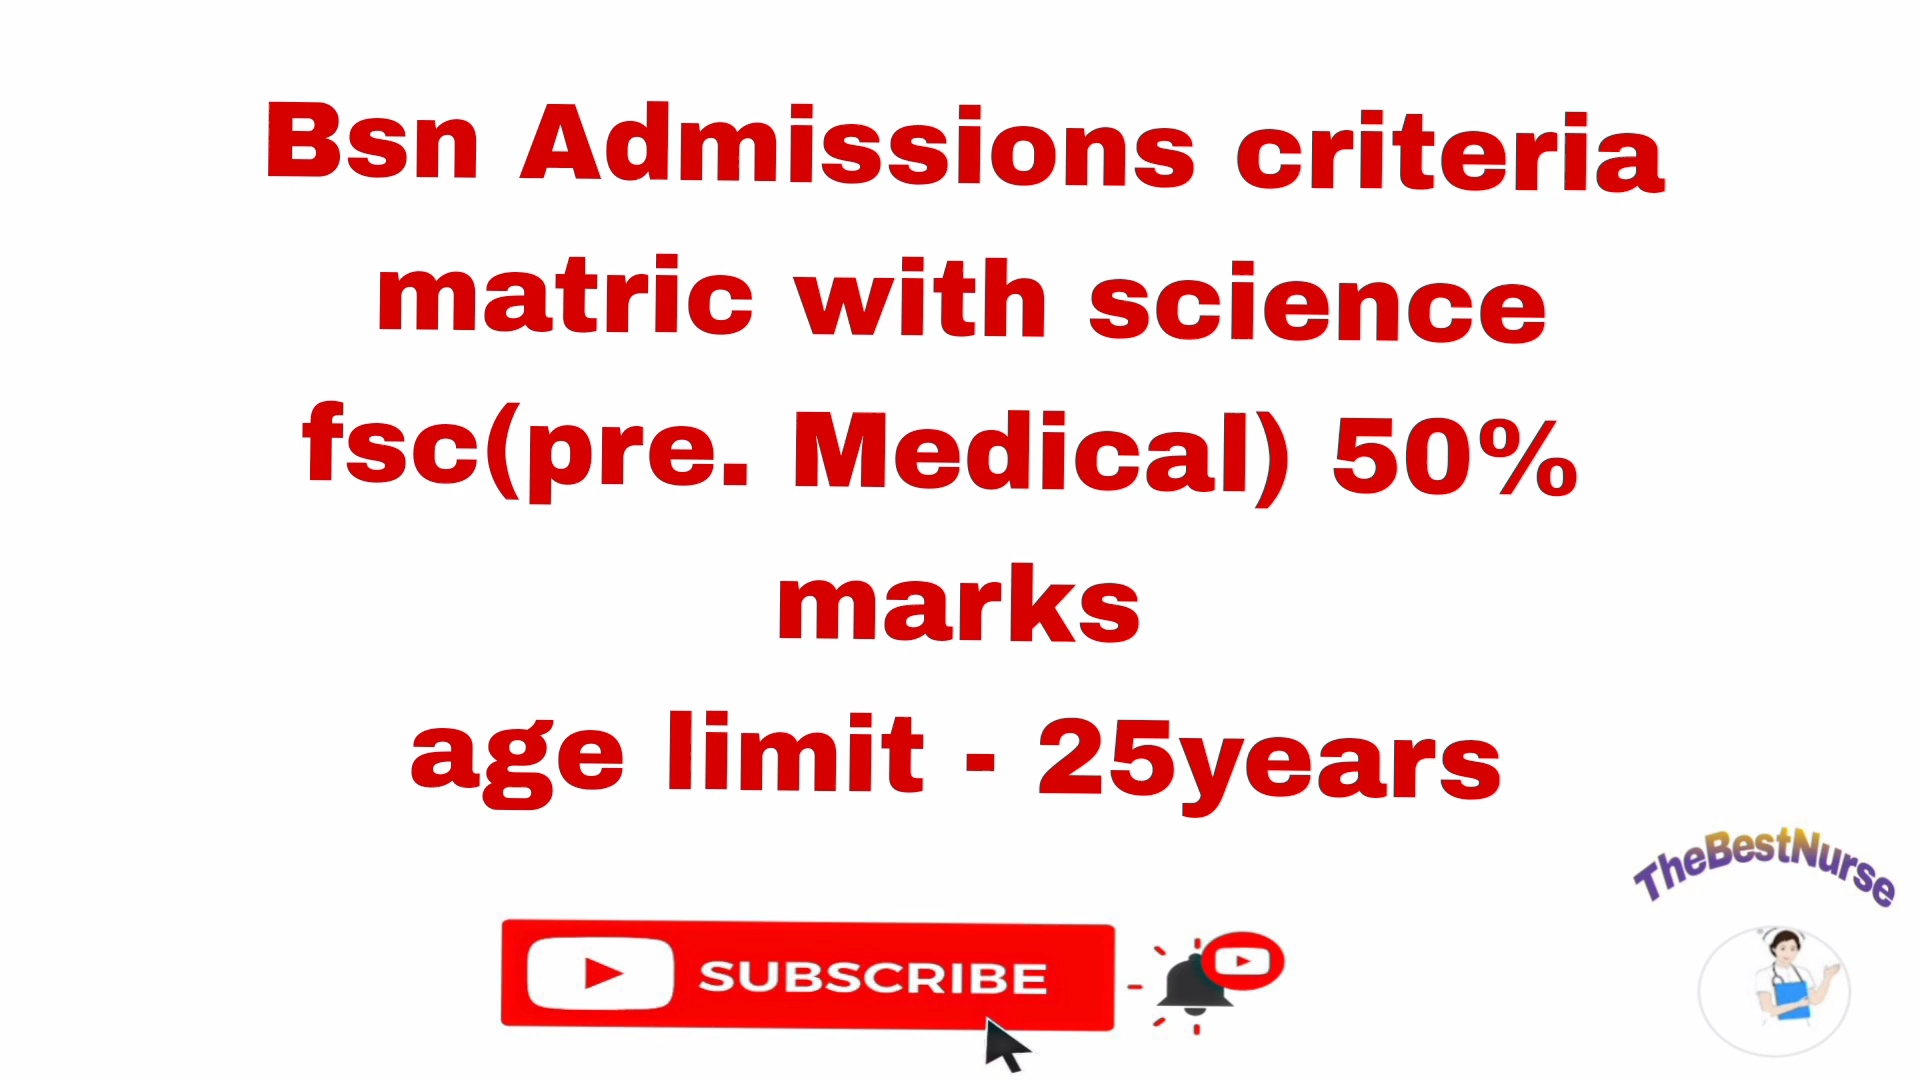 Bsn Admissions criteria
matric with science
fsc(pre. Medical) 50%
marks
age limit - 25years
TheBestNurse
SUBSCRIBE